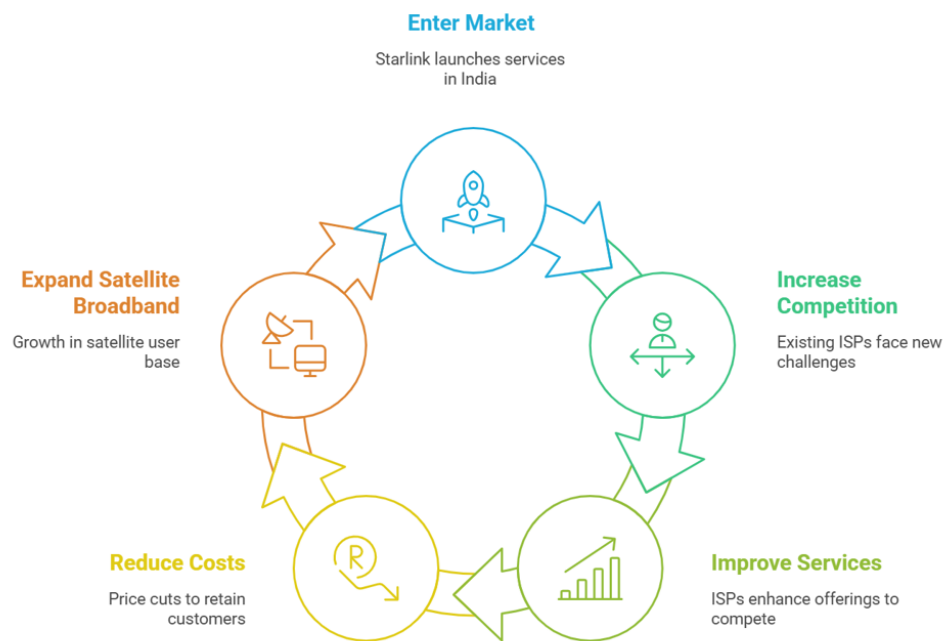 Enter Market
Starlink launches services
in India
Expand Satellite
Broadband
Growth in satellite user
base
Increase
Competition
Existing ISPs face new
challenges
Reduce Costs
Price cuts to retain
customers
R
Improve Services
ISPs enhance offerings to
compete